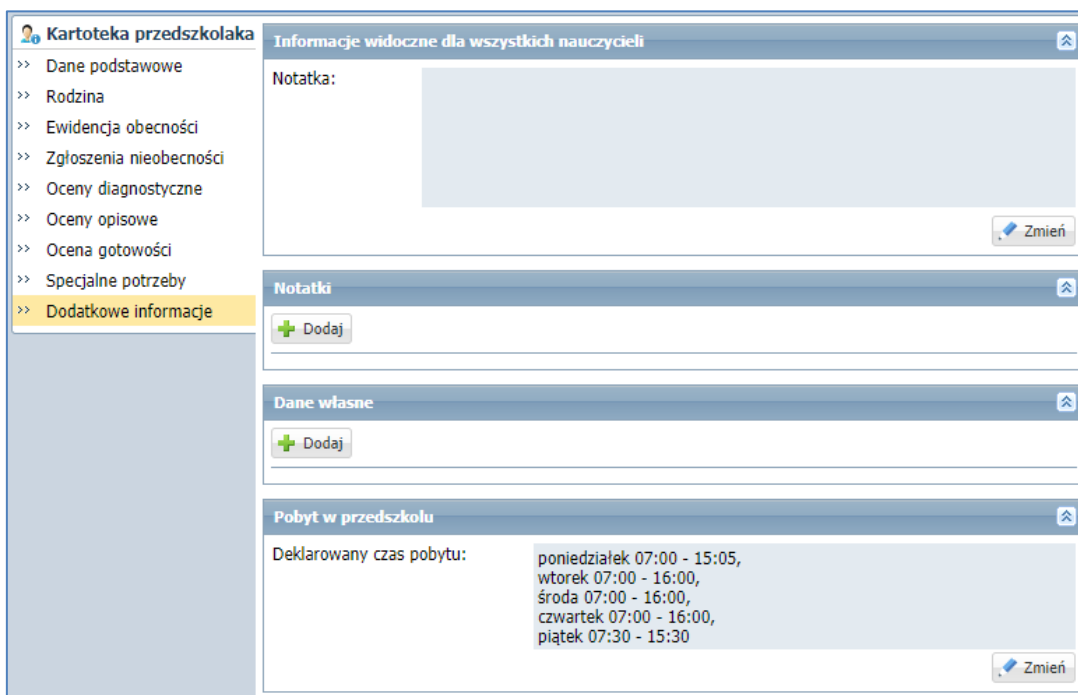 Kartoteka przedszkolaka
Dane podstawowe
Rodzina
Ewidencja obecności
Zgłoszenia nieobecności
Oceny diagnostyczne
Oceny opisowe
Ocena gotowości
Specjalne potrzeby
Dodatkowe informacje
Informacje widoczne dla wszystkich nauczycieli
Notatka:
Zmień
Notatki
Dodaj
Dane własne
Dodaj
Pobyt w przedszkolu
Deklarowany czas pobytu:
poniedziałek 07:00 - 15:05,
wtorek 07:00 - 16:00,
środa 07:00 - 16:00,
czwartek 07:00 - 16:00,
piątek 07:30 - 15:30
Zmień